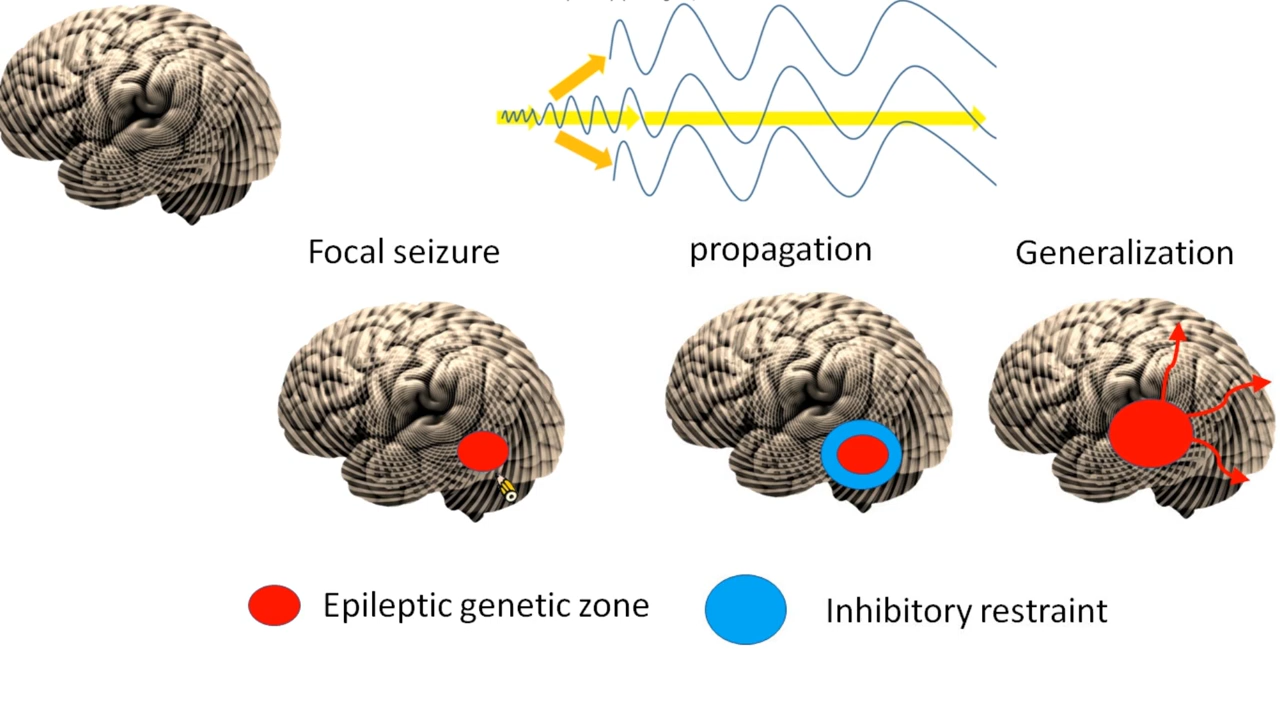 Focal seizure
propagation
Generalization
Epileptic genetic zone
Inhibitory restraint